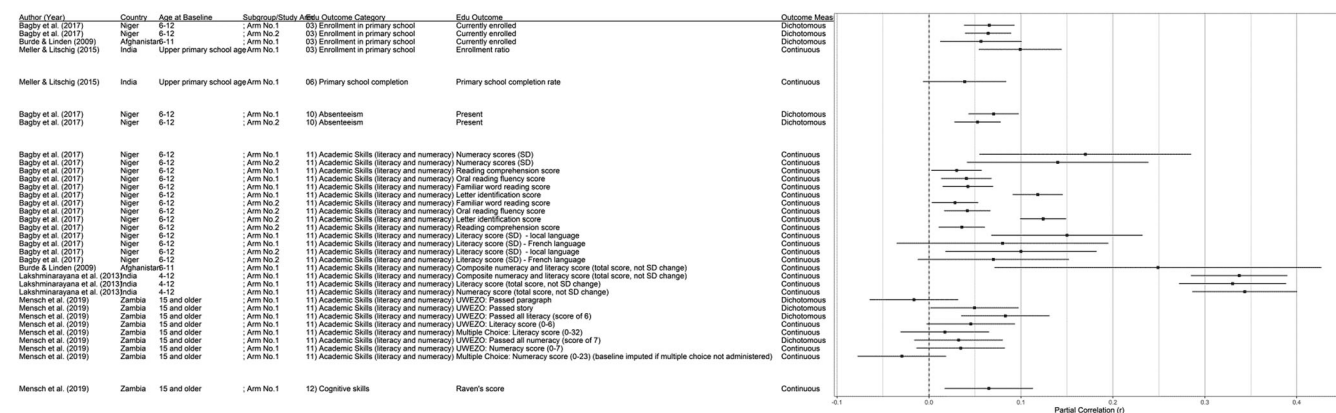 Author (Year) Country Age at Baseline Subgroup/Study Arm Edu Outcome Category Edu Outcome Outcome Meas
Bagby et al. (2017) Niger 6-12 ; Arm No.1 03) Enrollment in primary school Currently enrolled Dichotomous
Bagby et al. (2017) Niger 6-12 ; Arm No.2 03) Enrollment in primary school Currently enrolled Dichotomous
Burde & Linden (2009) Afghanistan 6-11 ; Arm No.1 03) Enrollment in primary school Currently enrolled Dichotomous
Meller & Litschig (2015) India Upper primary school age ; Arm No.1 03) Enrollment in primary school Enrollment ratio Continuous
Meller & Litschig (2015) India Upper primary school age ; Arm No.1 06) Primary school completion Primary school completion rate Continuous
Bagby et al. (2017) Niger 6-12 ; Arm No.1 10) Absenteeism Present Dichotomous
Bagby et al. (2017) Niger 6-12 ; Arm No.2 10) Absenteeism Present Dichotomous
Bagby et al. (2017) Niger 6-12 ; Arm No.1 11) Academic Skills (literacy and numeracy) Numeracy scores (SD) Continuous
Bagby et al. (2017) Niger 6-12 ; Arm No.2 11) Academic Skills (literacy and numeracy) Numeracy scores (SD) Continuous
Bagby et al. (2017) Niger 6-12 ; Arm No.1 11) Academic Skills (literacy and numeracy) Reading comprehension score Continuous
Bagby et al. (2017) Niger 6-12 ; Arm No.1 11) Academic Skills (literacy and numeracy) Oral reading fluency score Continuous
Bagby et al. (2017) Niger 6-12 ; Arm No.1 11) Academic Skills (literacy and numeracy) Familiar word reading score Continuous
Bagby et al. (2017) Niger 6-12 ; Arm No.1 11) Academic Skills (literacy and numeracy) Letter identification score Continuous
Bagby et al. (2017) Niger 6-12 ; Arm No.2 11) Academic Skills (literacy and numeracy) Familiar word reading score Continuous
Bagby et al. (2017) Niger 6-12 ; Arm No.2 11) Academic Skills (literacy and numeracy) Oral reading fluency score Continuous
Bagby et al. (2017) Niger 6-12 ; Arm No.2 11) Academic Skills (literacy and numeracy) Letter identification score Continuous
Bagby et al. (2017) Niger 6-12 ; Arm No.2 11) Academic Skills (literacy and numeracy) Reading comprehension score Continuous
Bagby et al. (2017) Niger 6-12 ; Arm No.1 11) Academic Skills (literacy and numeracy) Literacy score (SD) - local language Continuous
Bagby et al. (2017) Niger 6-12 ; Arm No.1 11) Academic Skills (literacy and numeracy) Literacy score (SD) - French language Continuous
Bagby et al. (2017) Niger 6-12 ; Arm No.2 11) Academic Skills (literacy and numeracy) Literacy score (SD) - local language Continuous
Bagby et al. (2017) Niger 6-12 ; Arm No.2 11) Academic Skills (literacy and numeracy) Literacy score (SD) - French language Continuous
Burde & Linden (2009) Afghanistan 6-11 ; Arm No.1 11) Academic Skills (literacy and numeracy) Composite numeracy and literacy score (total score, not SD change) Continuous
Lakshminarayana et al. (2013) India 4-12 ; Arm No.1 11) Academic Skills (literacy and numeracy) Composite numeracy and literacy score (total score, not SD change) Continuous
Lakshminarayana et al. (2013) India 4-12 ; Arm No.1 11) Academic Skills (literacy and numeracy) Literacy score (total score, not SD change) Continuous
Lakshminarayana et al. (2013) India 4-12 ; Arm No.1 11) Academic Skills (literacy and numeracy) Numeracy score (total score, not SD change) Continuous
Mensch et al. (2019) Zambia 15 and older ; Arm No.1 11) Academic Skills (literacy and numeracy) UWEZO: Passed paragraph Dichotomous
Mensch et al. (2019) Zambia 15 and older ; Arm No.1 11) Academic Skills (literacy and numeracy) UWEZO: Passed story Dichotomous
Mensch et al. (2019) Zambia 15 and older ; Arm No.1 11) Academic Skills (literacy and numeracy) UWEZO: Passed all literacy (score of 6) Dichotomous
Mensch et al. (2019) Zambia 15 and older ; Arm No.1 11) Academic Skills (literacy and numeracy) UWEZO: Literacy score (0-6) Continuous
Mensch et al. (2019) Zambia 15 and older ; Arm No.1 11) Academic Skills (literacy and numeracy) Multiple Choice: Literacy score (0-32) Continuous
Mensch et al. (2019) Zambia 15 and older ; Arm No.1 11) Academic Skills (literacy and numeracy) UWEZO: Passed all numeracy (score of 7) Dichotomous
Mensch et al. (2019) Zambia 15 and older ; Arm No.1 11) Academic Skills (literacy and numeracy) UWEZO: Numeracy score (0-7) Continuous
Mensch et al. (2019) Zambia 15 and older ; Arm No.1 11) Academic Skills (literacy and numeracy) Multiple Choice: Numeracy score (0-23) (baseline imputed if multiple choice not administered) Continuous
Mensch et al. (2019) Zambia 15 and older ; Arm No.1 12) Cognitive skills Raven's score Continuous
-0.1 0.0 0.1 0.2 0.3 0.4
Partial Correlation (r)